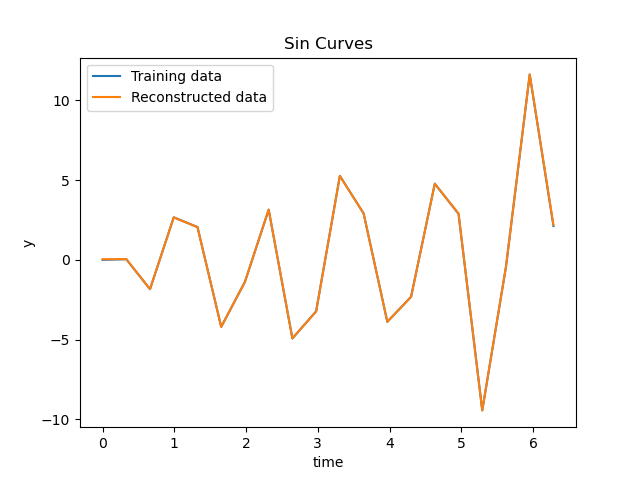 Sin Curves
Training data
Reconstructed data
10
5
0
−5
−10
y
0 1 2 3 4 5 6
time